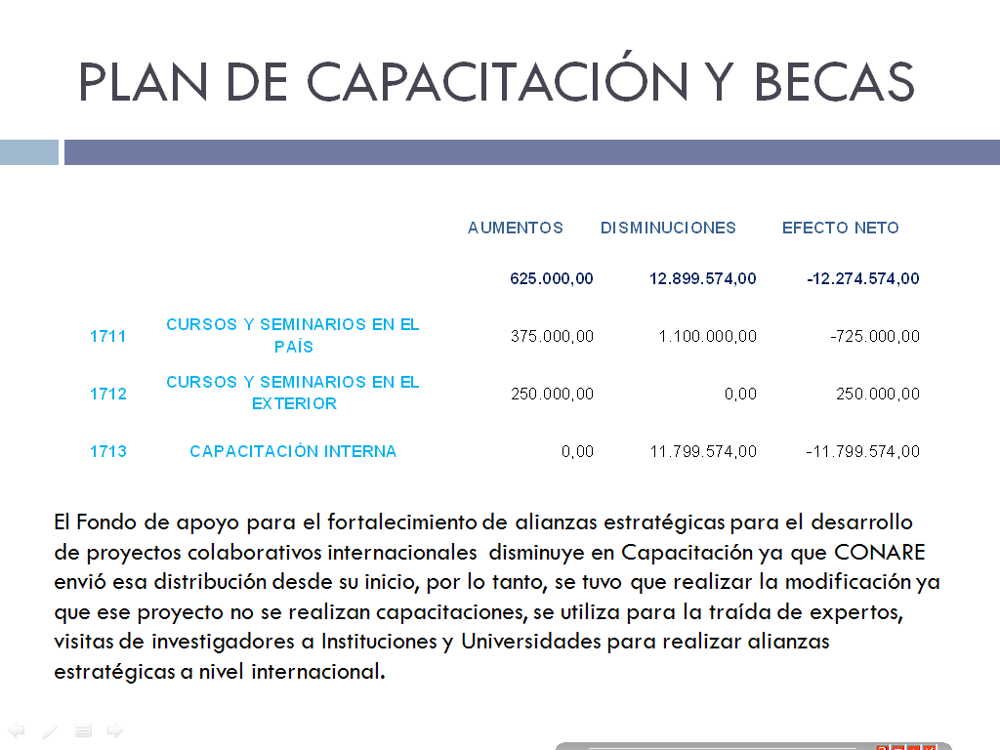 PLAN DE CAPACITACIÓN Y BECAS
AUMENTOS DISMINUCIONES EFECTO NETO
625.000,00 12.899.574,00 -12.274.574,00
1711 CURSOS Y SEMINARIOS EN EL PAÍS 375.000,00 1.100.000,00 -725.000,00
1712 CURSOS Y SEMINARIOS EN EL EXTERIOR 250.000,00 0,00 250.000,00
1713 CAPACITACIÓN INTERNA 0,00 11.799.574,00 -11.799.574,00
El Fondo de apoyo para el fortalecimiento de alianzas estratégicas para el desarrollo
de proyectos colaborativos internacionales disminuye en Capacitación ya que CONARE
envió esa distribución desde su inicio, por lo tanto, se tuvo que realizar la modificación ya
que ese proyecto no se realizan capacitaciones, se utiliza para la traída de expertos,
visitas de investigadores a Instituciones y Universidades para realizar alianzas
estratégicas a nivel internacional.